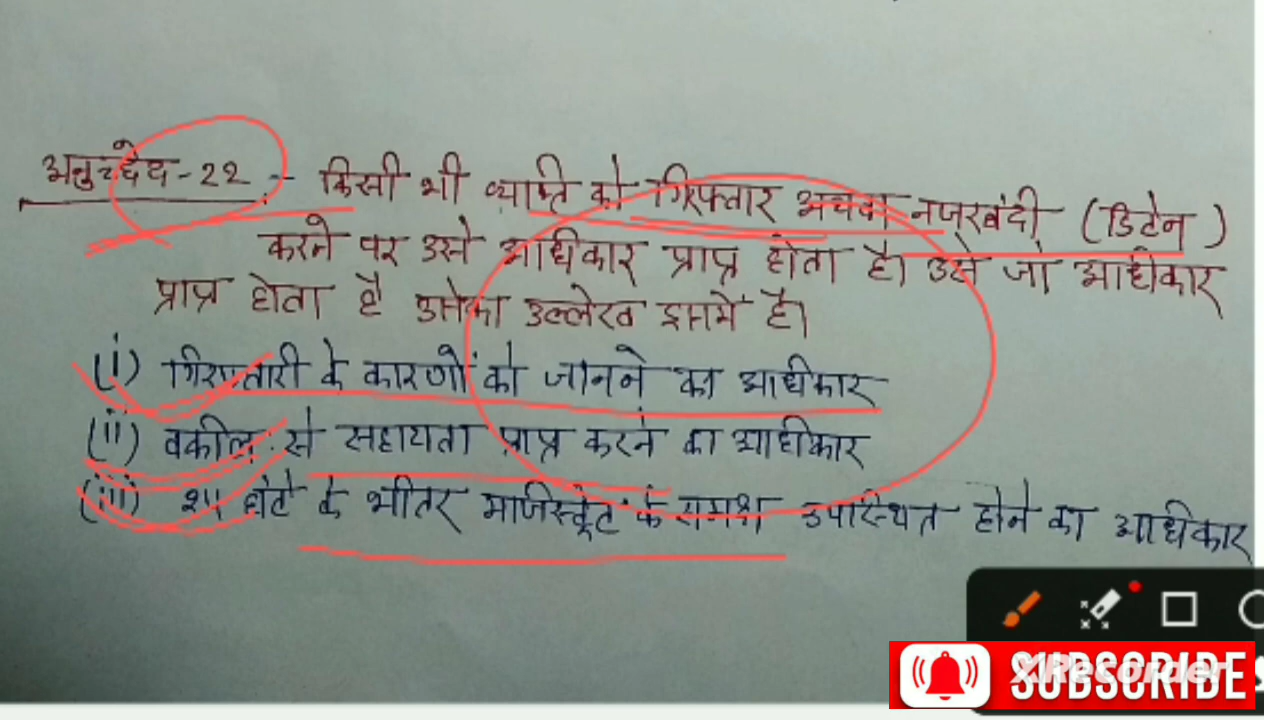 अनुच्छेद-22 :- किसी भी व्यक्ति को गिरफ्तार अथवा नजरबंदी (डिटेन)
करने पर उसे अधिकार प्राप्त होता है। उसे जो अधिकार
प्राप्त होता है उसका उल्लेख इसमें है।
(i) गिरफ्तारी के कारणों को जानने का अधिकार
(ii) वकील से सहायता प्राप्त करने का अधिकार
(iii) घंटे के भीतर मजिस्ट्रेट के समक्ष उपस्थित होने का अधिकार
SUBSCRIBE
XRecorder